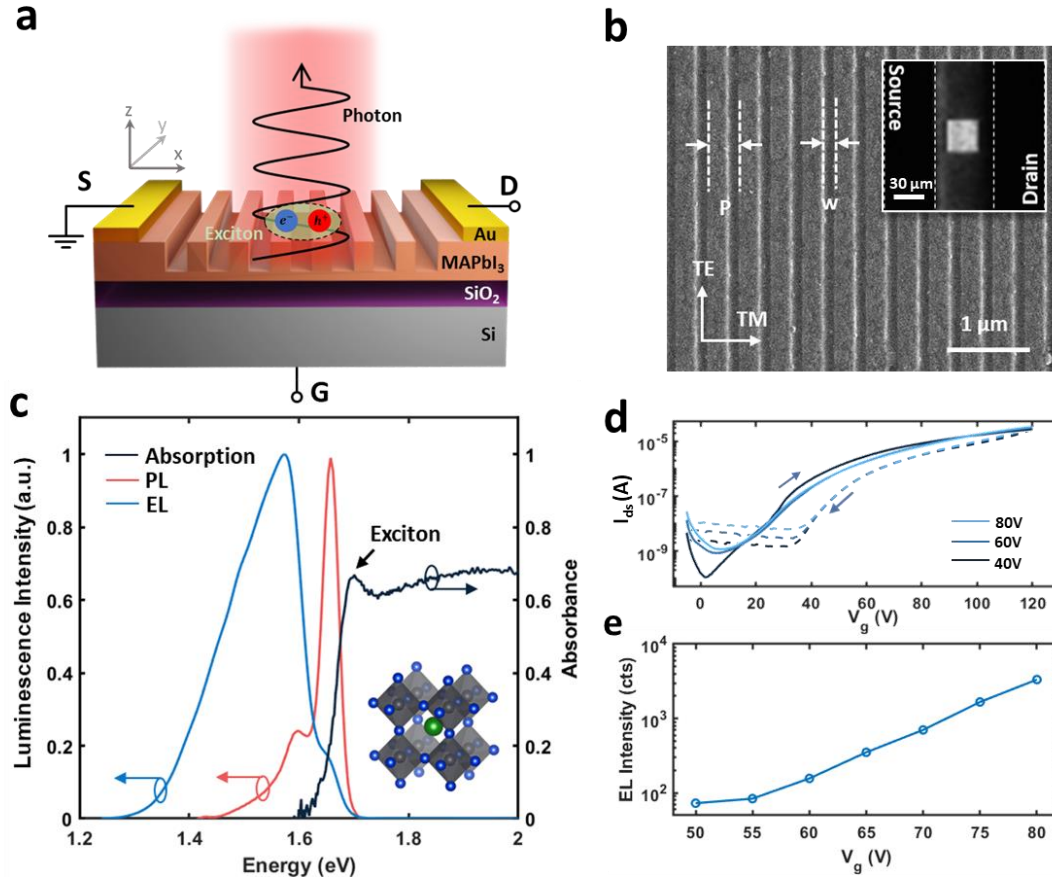 a
z
y
x
Photon
S
D
e⁻
h⁺
Exciton
Au
MAPbI₃
SiO₂
Si
G
b
Source
30 µm
Drain
P
w
TE
TM
1 µm
c
Luminescence Intensity (a.u.)
1
0.8
0.6
0.4
0.2
0
Absorption
PL
EL
Exciton
1
0.8
0.6
0.4
0.2
0
Absorbance
1.2
1.4
1.6
1.8
2
Energy (eV)
d
I_ds(A)
10⁻⁵
10⁻⁷
10⁻⁹
80V
60V
40V
0
20
40
60
80
100
120
V_g (V)
e
EL Intensity (cts)
10⁴
10³
10²
50
55
60
65
70
75
80
V_g (V)